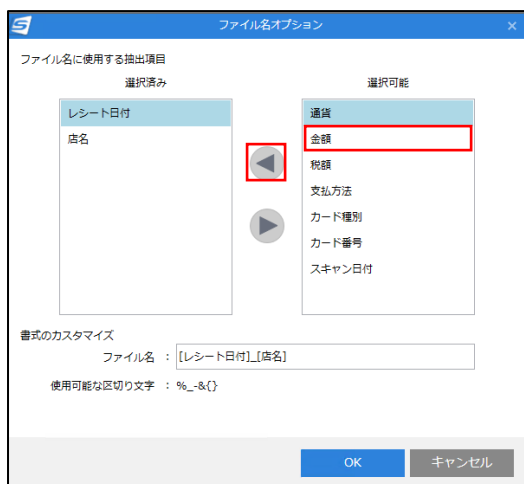 ファイル名オプション
ファイル名に使用する抽出項目
選択済み
選択可能
レシート日付
店名
通貨
金額
税額
支払方法
カード種別
カード番号
スキャン日付
書式のカスタマイズ
ファイル名 : [レシート日付]_[店名]
使用可能な区切り文字 : %_-&{}
OK
キャンセル